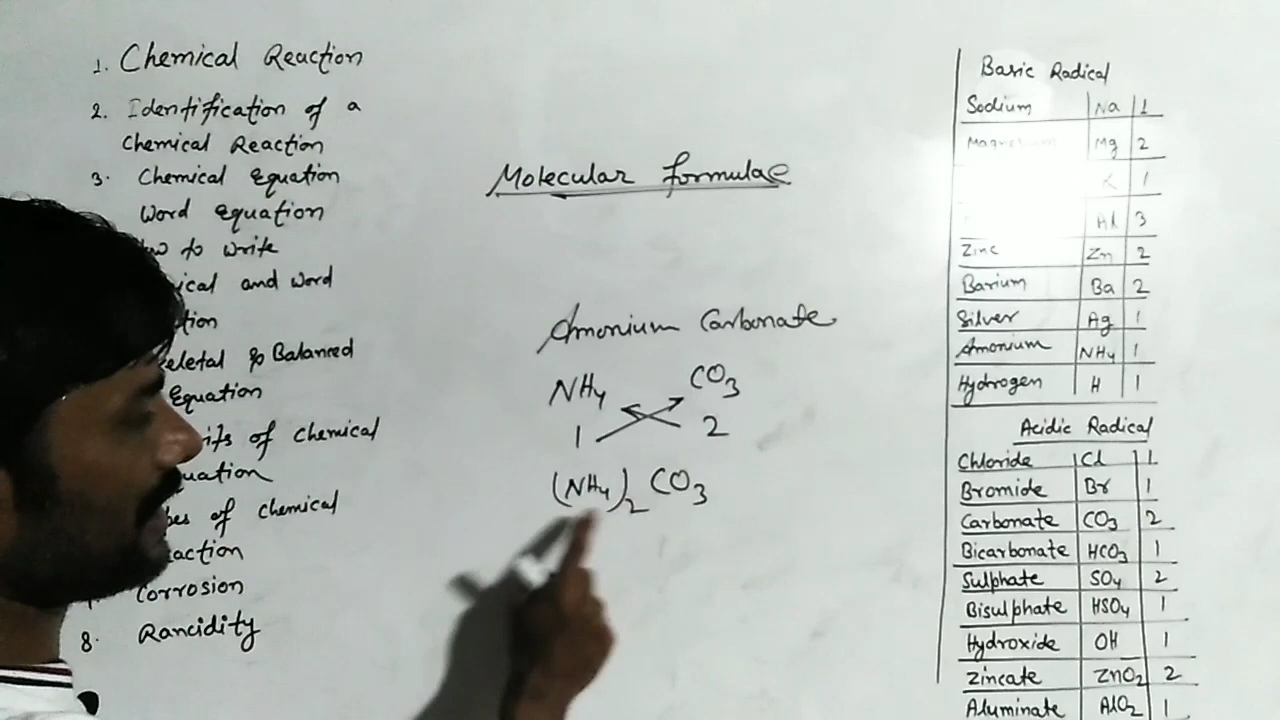 1. Chemical Reaction
2. Identification of a
Chemical Reaction
3. Chemical Equation
Word Equation
to write
and word
Balanced
Equation
of chemical
of chemical
Corrosion
8. Rancidity
Molecular formulae
Amonium Carbonate
NH4 CO3
1 2
(NH4)2 CO3
Basic Radical
Sodium Na 1
Mg 2
K 1
Al 3
Zinc Zn 2
Barium Ba 2
Silver Ag 1
Amonium NH4 1
Hydrogen H 1
Acidic Radical
Chloride Cl 1
Bromide Br 1
Carbonate CO3 2
Bicarbonate HCO3 1
Sulphate SO4 2
Bisulphate HSO4 1
Hydroxide OH 1
Zincate ZnO2 2
Aluminate AlO2 1